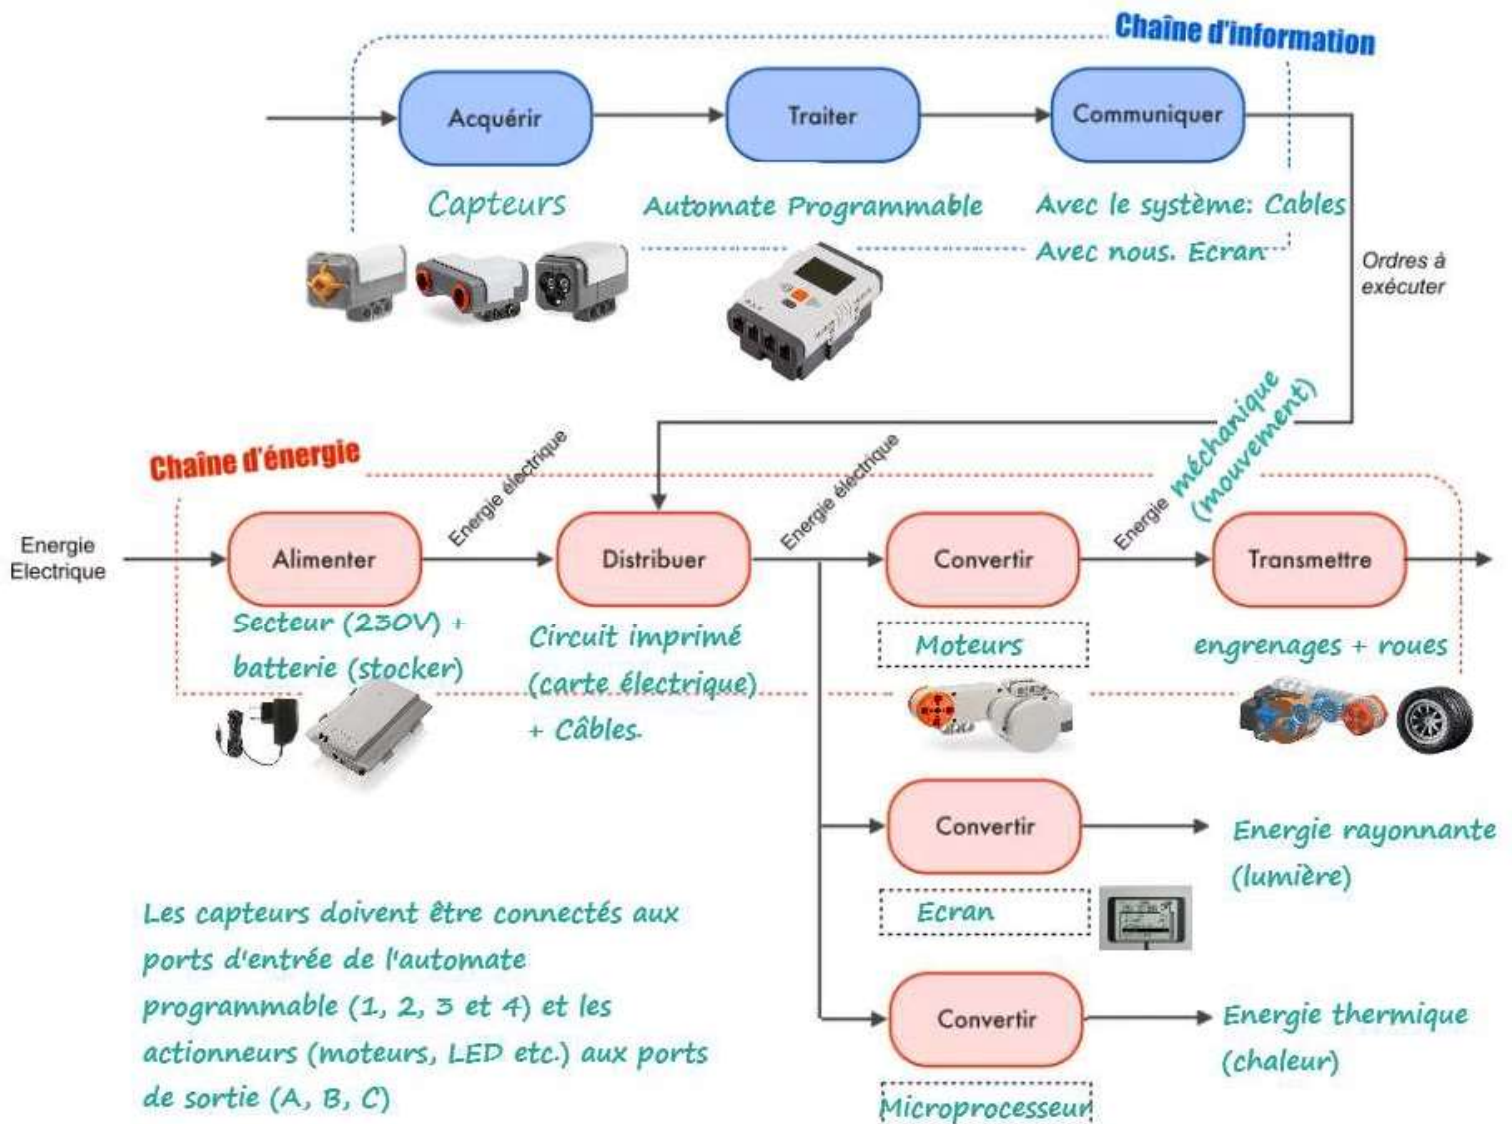 Chaîne d'information
Acquérir
Traiter
Communiquer
Capteurs
Automate Programmable
Avec le système: Cables
Avec nous. Ecran
Ordres à
exécuter
Chaîne d'énergie
Energie électrique
Energie électrique
Energie méchanique
(mouvement)
Energie
Electrique
Alimenter
Distribuer
Convertir
Transmettre
Secteur (230V) +
batterie (stocker)
Circuit imprimé
(carte électrique)
+ Câbles.
Moteurs
engrenages + roues
Convertir
Energie rayonnante
(lumière)
Ecran
Convertir
Energie thermique
(chaleur)
Microprocesseur
Les capteurs doivent être connectés aux
ports d'entrée de l'automate
programmable (1, 2, 3 et 4) et les
actionneurs (moteurs, LED etc.) aux ports
de sortie (A, B, C)